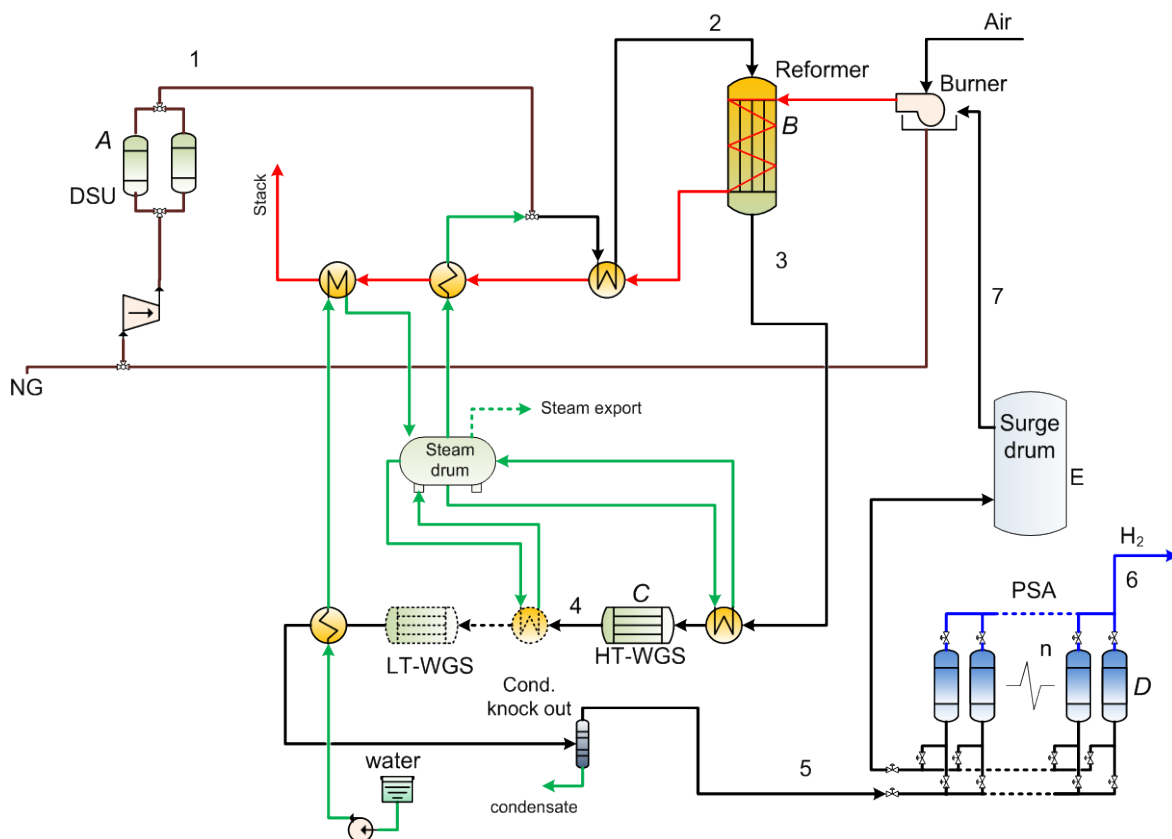 2
Air
1
Reformer
Burner
A
B
DSU
Stack
3
7
NG
Steam export
Surge
drum
Steam
drum
E
H2
6
PSA
C
4
n
LT-WGS
HT-WGS
D
Cond.
knock out
water
5
condensate